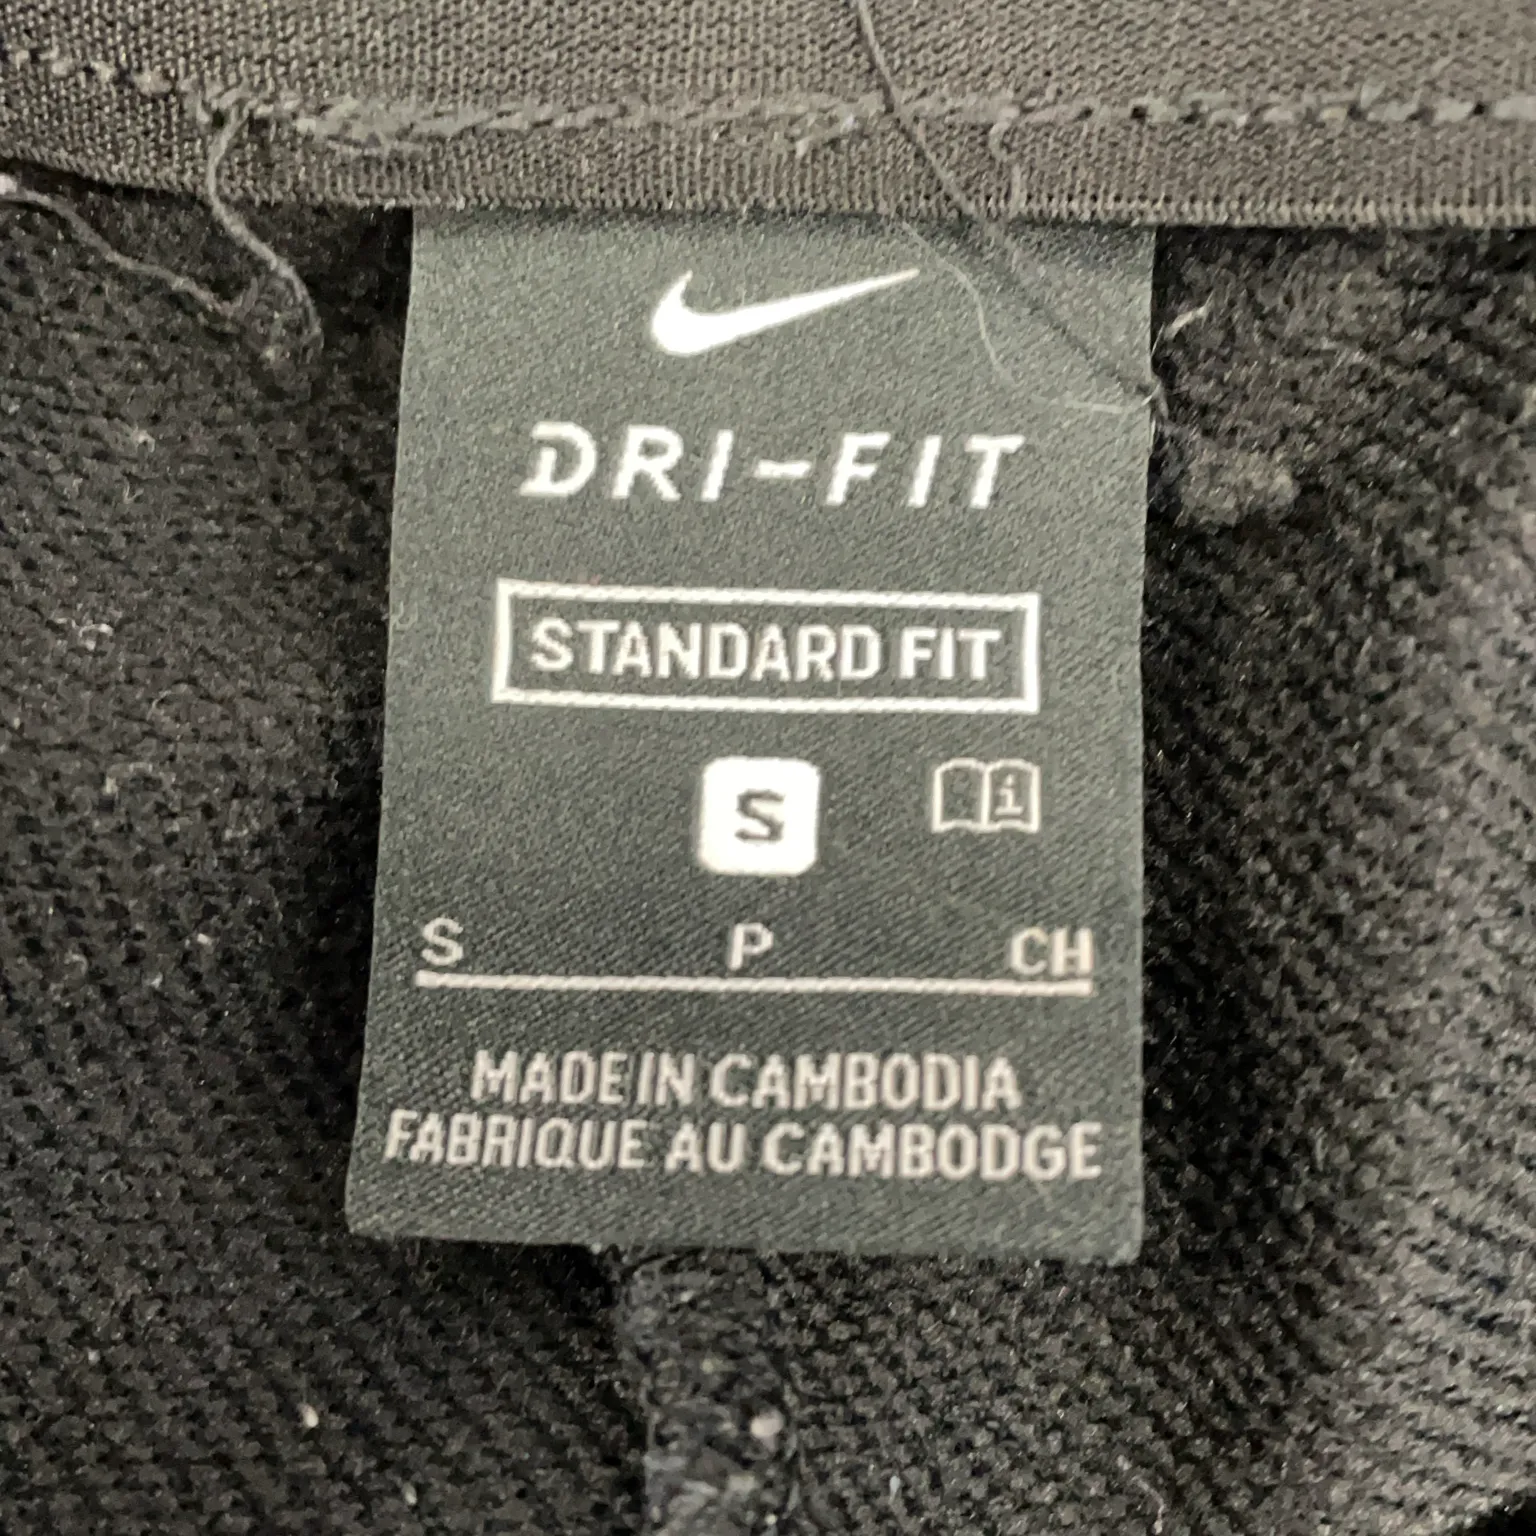 DRI-FIT
STANDARD FIT
S
i
S P CH
MADE IN CAMBODIA
FABRIQUE AU CAMBODGE